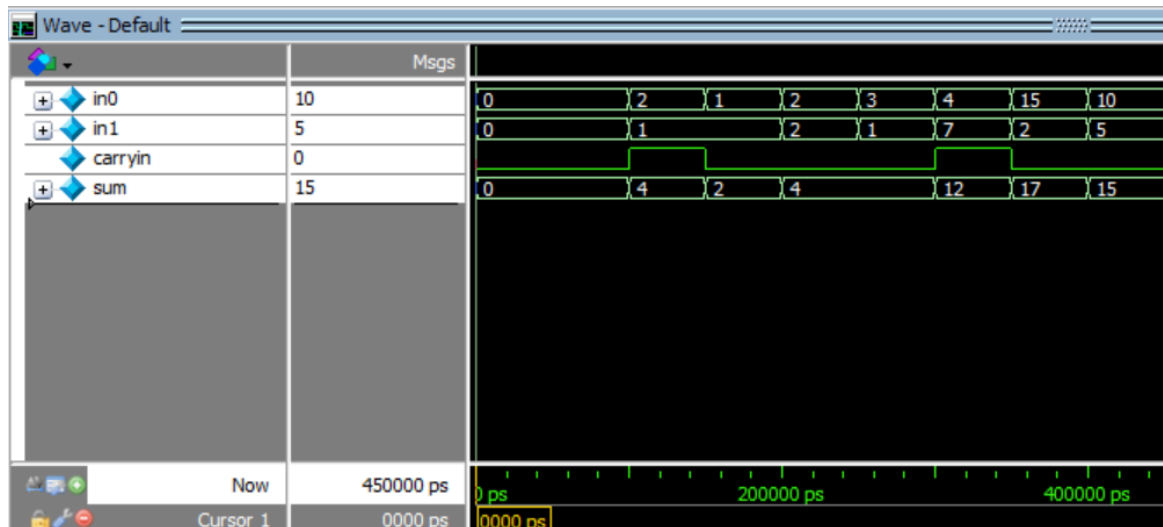 Wave - Default
Msgs
in0 10 0 2 1 2 3 4 15 10
in1 5 0 1 2 1 7 2 5
carryin 0
sum 15 0 4 2 4 12 17 15
Now 450000 ps 0 ps 200000 ps 400000 ps
Cursor 1 0000 ps 0000 ps